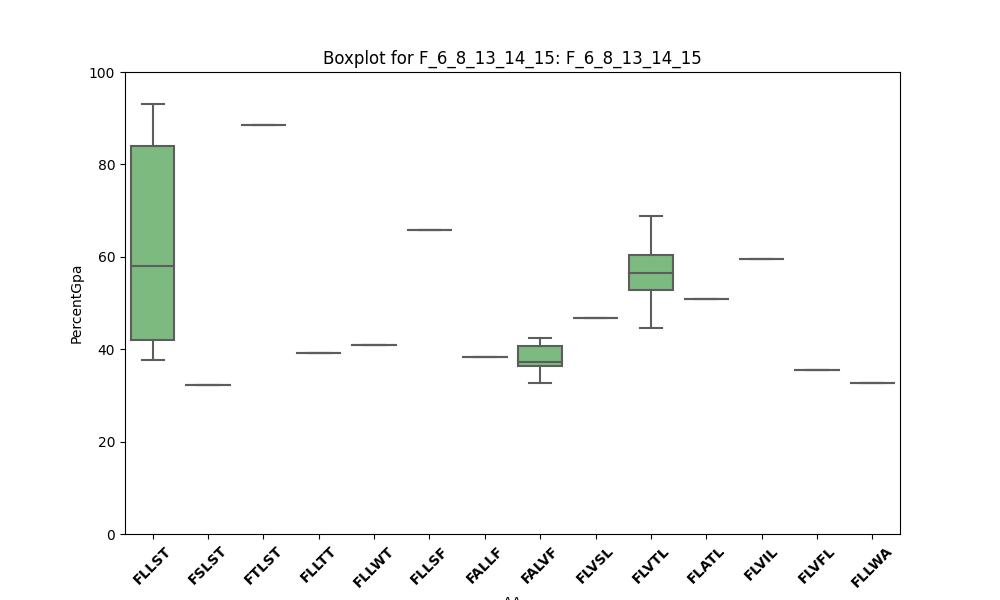 Boxplot for F_6_8_13_14_15: F_6_8_13_14_15
100
80
60
40
20
0
PercentGpa
FLLST FSLST FTLST FLLTT FLLWT FLLSF FALLF FALVF FLVSL FLVTL FLATL FLVIL FLVFL FLLWA
AA